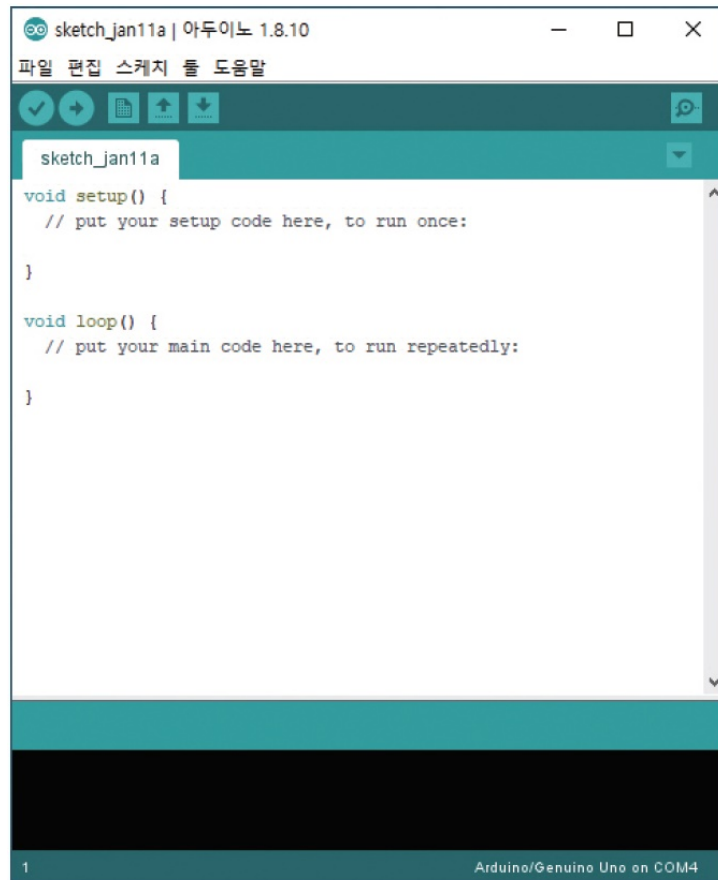 sketch_jan11a | 아두이노 1.8.10
파일 편집 스케치 툴 도움말
sketch_jan11a
void setup() {
  // put your setup code here, to run once:
}
void loop() {
  // put your main code here, to run repeatedly:
}
1 Arduino/Genuino Uno on COM4